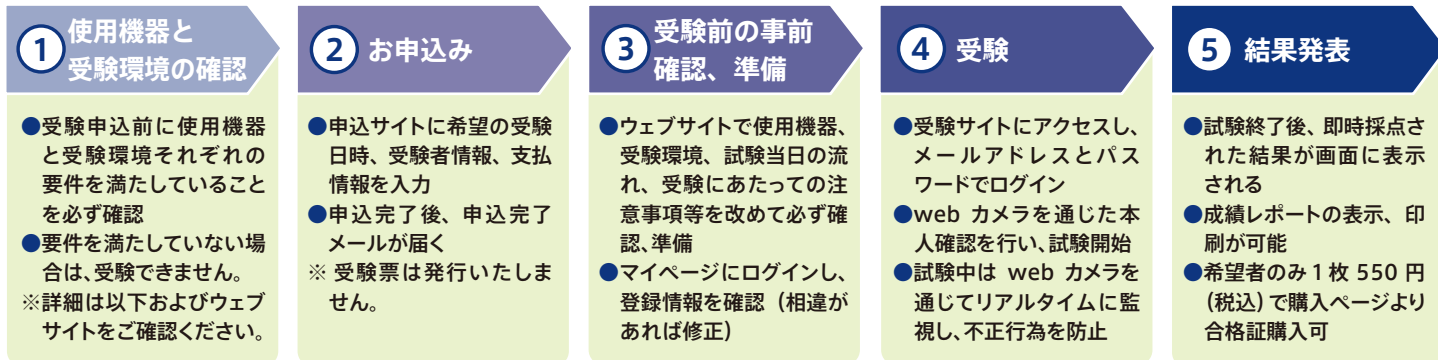 1 使用機器と
受験環境の確認
●受験申込前に使用機器
と受験環境それぞれの
要件を満たしていること
を必ず確認
●要件を満たしていない場
合は、受験できません。
※詳細は以下およびウェブ
サイトをご確認ください。
2 お申込み
●申込サイトに希望の受験
日時、受験者情報、支払
情報を入力
●申込完了後、申込完了
メールが届く
※ 受験票は発行いたしま
せん。
3 受験前の事前
確認、準備
●ウェブサイトで使用機器、
受験環境、試験当日の流
れ、受験にあたっての注
意事項等を改めて必ず確
認、準備
●マイページにログインし、
登録情報を確認（相違が
あれば修正）
4 受験
●受験サイトにアクセスし、
メールアドレスとパス
ワードでログイン
●web カメラを通じた本
人確認を行い、試験開始
●試験中は web カメラを
通じてリアルタイムに監
視し、不正行為を防止
5 結果発表
●試験終了後、即時採点さ
れた結果が画面に表示
される
●成績レポートの表示、印
刷が可能
●希望者のみ 1 枚 550 円
（税込）で購入ページより
合格証購入可